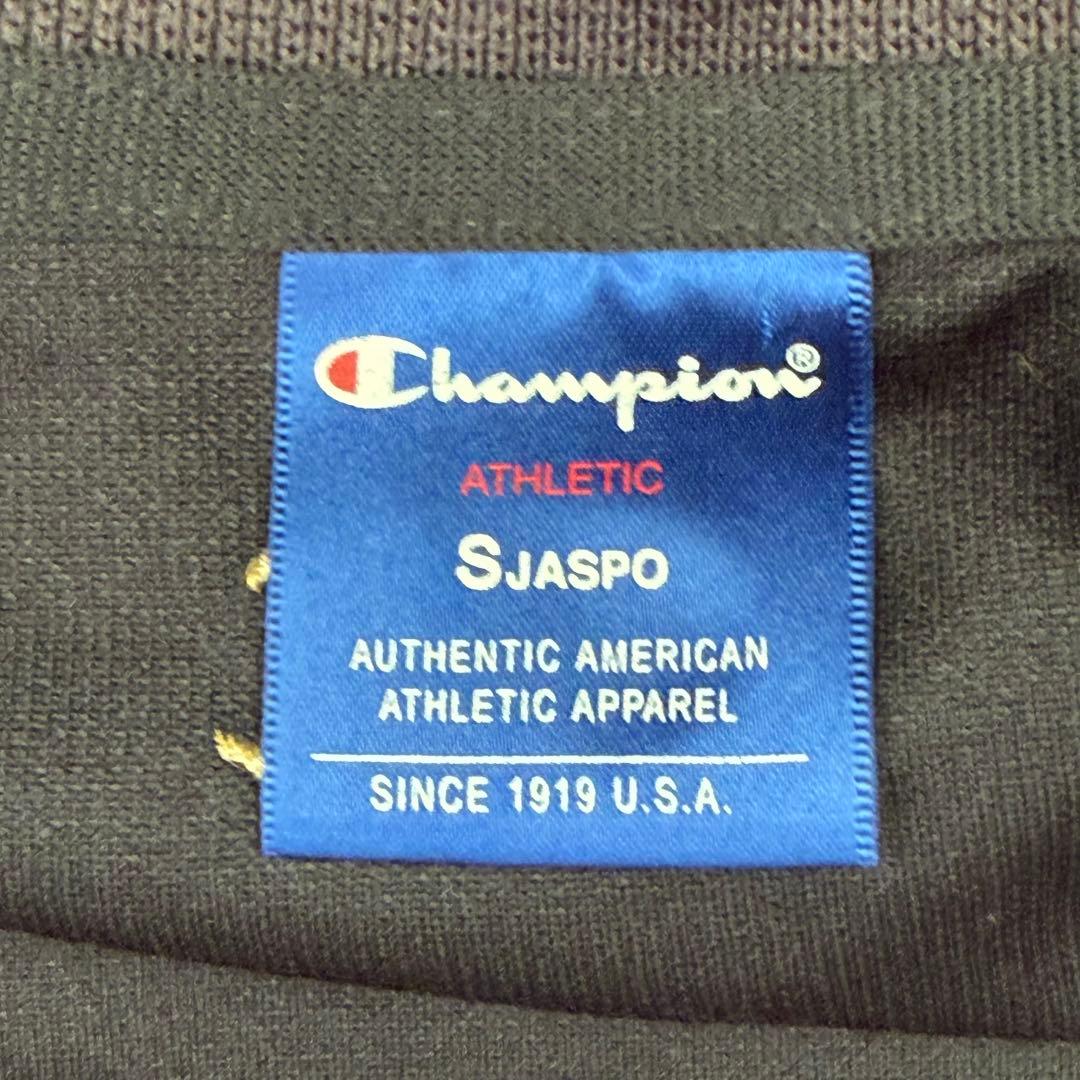 Champion®
ATHLETIC
SJASPO
AUTHENTIC AMERICAN
ATHLETIC APPAREL
SINCE 1919 U.S.A.